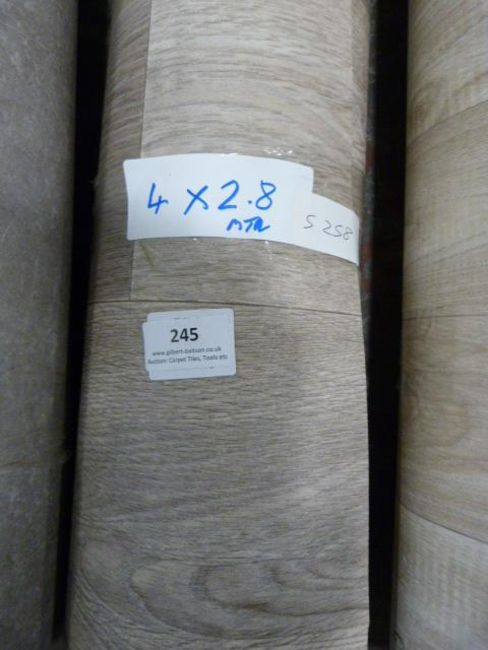 4 X 2.8
MTR
S 258
245
www.gilbert-baitson.co.uk
Auction: Carpet Tiles, Tools etc